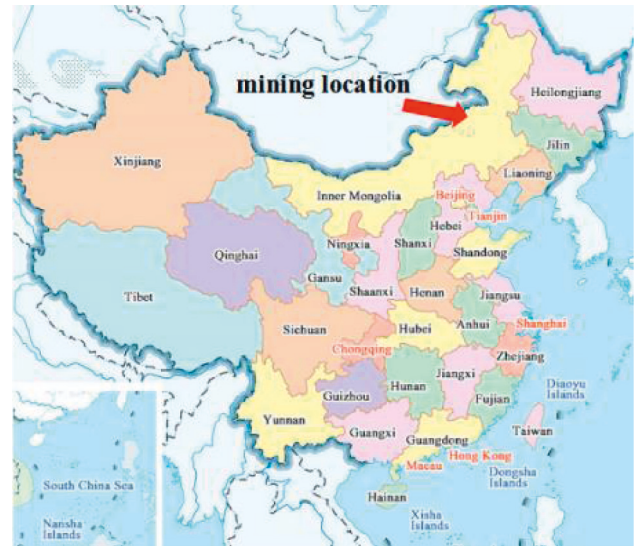 mining location
Heilongjiang
Jilin
Liaoning
Xinjiang
Inner Mongolia
Beijing
Tianjin
Hebei
Shanxi
Ningxia
Shandong
Qinghai
Gansu
Shaanxi
Henan
Jiangsu
Tibet
Sichuan
Hubei
Anhui
Shanghai
Chongqing
Zhejiang
Hunan
Jiangxi
Guizhou
Fujian
Diaoyu
Islands
Yunnan
Guangxi
Guangdong
Taiwan
Macau
Hong Kong
Dongsha
Islands
Hainan
Xisha
Islands
South China Sea
Nansha
Islands